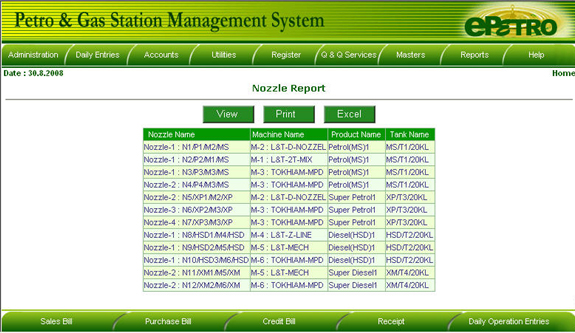 Petro & Gas Station Management System
ePETRO
Administration Daily Entries Accounts Utilities Register Q & Q Services Masters Reports Help
Date : 30.8.2008 Home
Nozzle Report
View Print Excel
Nozzle Name Machine Name Product Name Tank Name
Nozzle-1 : N1/P1/M2/MS M-2 : L&T-D-NOZZEL Petrol(MS)1 MS/T1/20KL
Nozzle-1 : N2/P2/M1/MS M-1 : L&T-2T-MIX Petrol(MS)1 MS/T1/20KL
Nozzle-1 : N3/P3/M3/MS M-3 : TOKHIAM-MPD Petrol(MS)1 MS/T1/20KL
Nozzle-2 : N4/P4/M3/MS M-3 : TOKHIAM-MPD Petrol(MS)1 MS/T1/20KL
Nozzle-2 : N5/XP1/M2/XP M-2 : L&T-D-NOZZEL Super Petrol1 XP/T3/20KL
Nozzle-3 : N6/XP2/M3/XP M-3 : TOKHIAM-MPD Super Petrol1 XP/T3/20KL
Nozzle-4 : N7/XP3/M3/XP M-3 : TOKHIAM-MPD Super Petrol1 XP/T3/20KL
Nozzle-1 : N8/HSD1/M4/HSD M-4 : L&T-Z-LINE Diesel(HSD)1 HSD/T2/20KL
Nozzle-1 : N9/HSD2/M5/HSD M-5 : L&T-MECH Diesel(HSD)1 HSD/T2/20KL
Nozzle-1 : N10/HSD3/M6/HSD M-6 : TOKHIAM-MPD Diesel(HSD)1 HSD/T2/20KL
Nozzle-2 : N11/XM1/M5/XM M-5 : L&T-MECH Super Diesel1 XM/T4/20KL
Nozzle-2 : N12/XM2/M6/XM M-6 : TOKHIAM-MPD Super Diesel1 XM/T4/20KL
Sales Bill Purchase Bill Credit Bill Receipt Daily Operation Entries